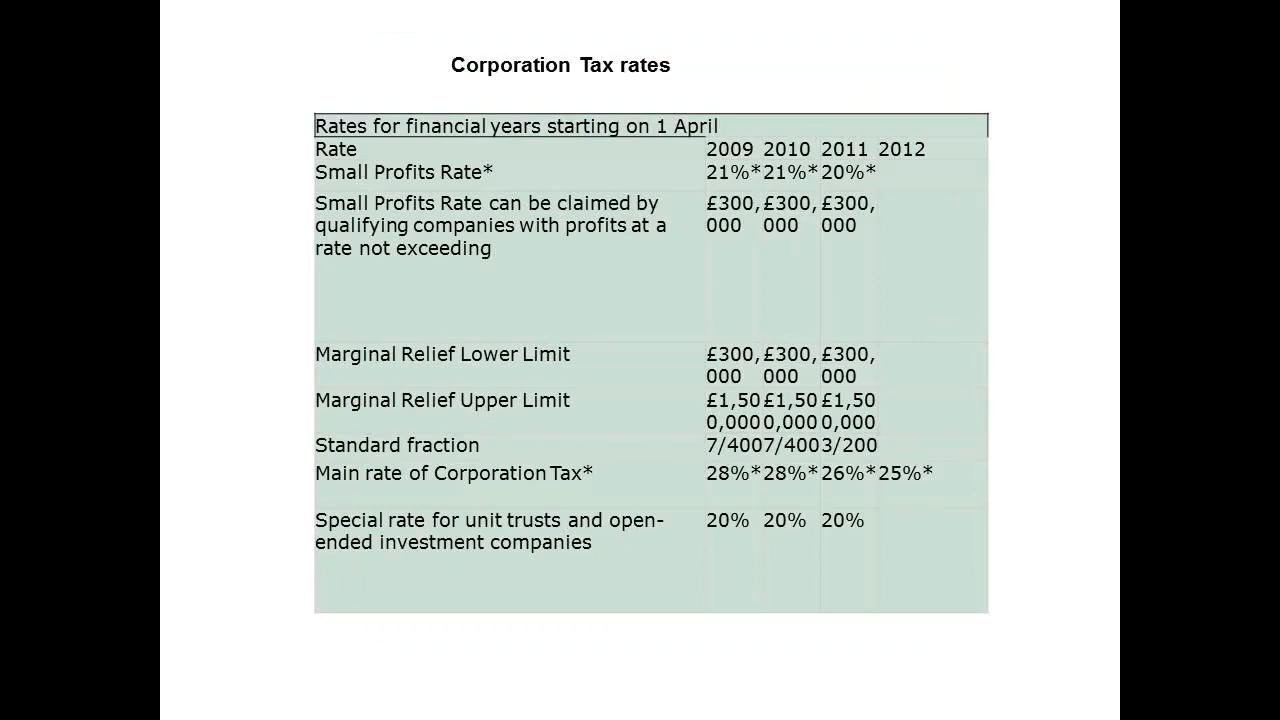 Corporation Tax rates
Rates for financial years starting on 1 April
Rate 2009 2010 2011 2012
Small Profits Rate* 21%* 21%* 20%*
Small Profits Rate can be claimed by £300, £300, £300,
qualifying companies with profits at a 000 000 000
rate not exceeding
Marginal Relief Lower Limit £300, £300, £300,
000 000 000
Marginal Relief Upper Limit £1,50 £1,50 £1,50
0,000 0,000 0,000
Standard fraction 7/400 7/400 3/200
Main rate of Corporation Tax* 28%* 28%* 26%* 25%*
Special rate for unit trusts and open- 20% 20% 20%
ended investment companies